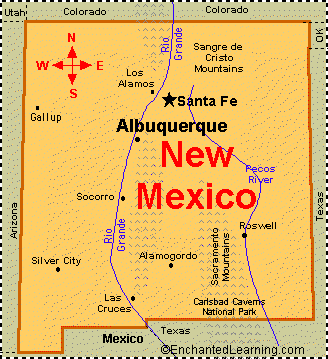 Utah
Colorado
Colorado
OK
N
W
E
S
Rio
Grande
Sangre de
Cristo
Mountains
Los
Alamos
Santa Fe
Gallup
Albuquerque
New
Mexico
Pecos
River
Socorro
Rio
Grande
Roswell
Arizona
Texas
Silver City
Alamogordo
Sacramento
Mountains
Las
Cruces
Carlsbad Caverns
National Park
Texas
Mexico
©EnchantedLearning.com